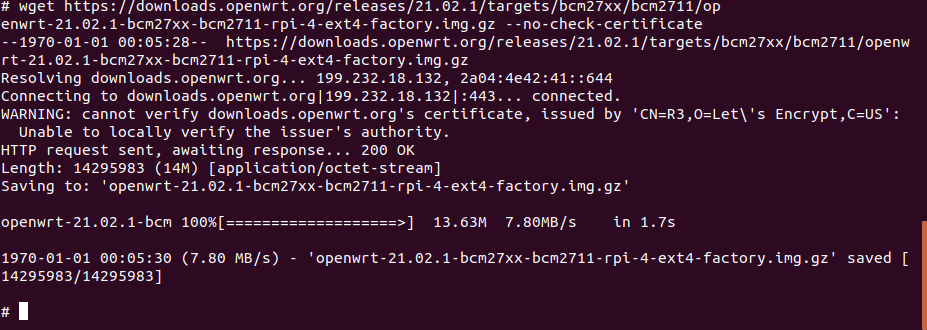 # wget https://downloads.openwrt.org/releases/21.02.1/targets/bcm27xx/bcm2711/op
enwrt-21.02.1-bcm27xx-bcm2711-rpi-4-ext4-factory.img.gz --no-check-certificate
--1970-01-01 00:05:28--  https://downloads.openwrt.org/releases/21.02.1/targets/bcm27xx/bcm2711/openw
rt-21.02.1-bcm27xx-bcm2711-rpi-4-ext4-factory.img.gz
Resolving downloads.openwrt.org... 199.232.18.132, 2a04:4e42:41::644
Connecting to downloads.openwrt.org|199.232.18.132|:443... connected.
WARNING: cannot verify downloads.openwrt.org's certificate, issued by 'CN=R3,O=Let\'s Encrypt,C=US':
  Unable to locally verify the issuer's authority.
HTTP request sent, awaiting response... 200 OK
Length: 14295983 (14M) [application/octet-stream]
Saving to: 'openwrt-21.02.1-bcm27xx-bcm2711-rpi-4-ext4-factory.img.gz'
openwrt-21.02.1-bcm 100%[===================>]  13.63M  7.80MB/s    in 1.7s
1970-01-01 00:05:30 (7.80 MB/s) - 'openwrt-21.02.1-bcm27xx-bcm2711-rpi-4-ext4-factory.img.gz' saved [
14295983/14295983]
#